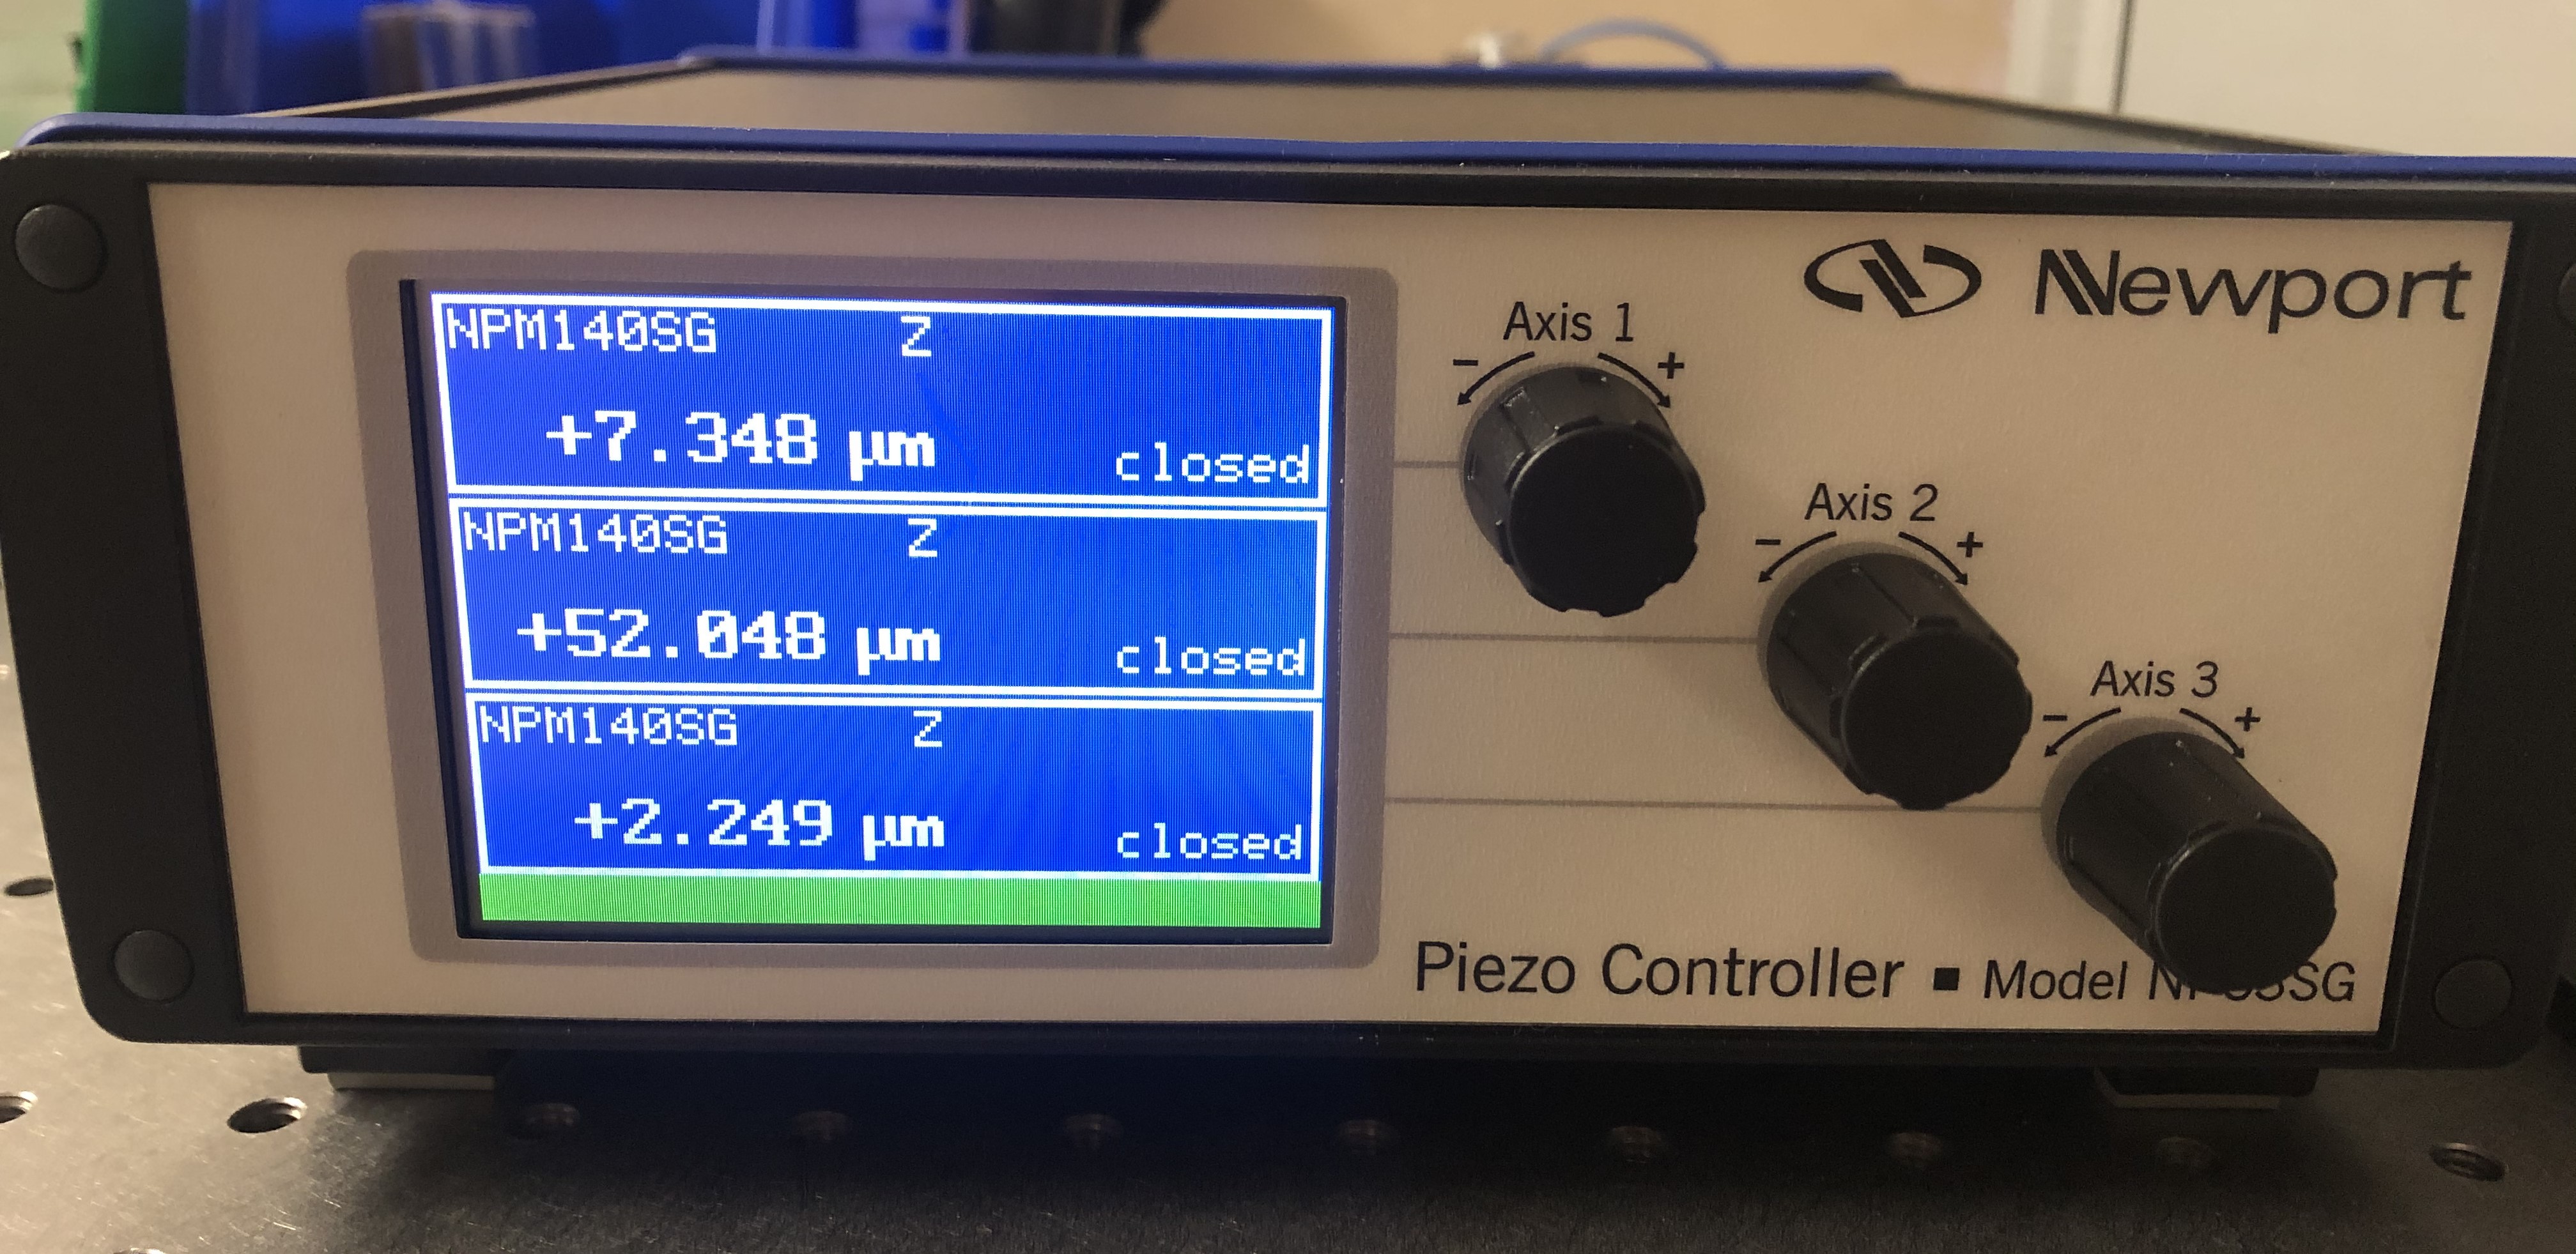 NPM140SG Z
+7.348 µm closed
NPM140SG Z
+52.048 µm closed
NPM140SG Z
+2.249 µm closed
Newport
Axis 1
- +
Axis 2
- +
Axis 3
- +
Piezo Controller ▪ Model